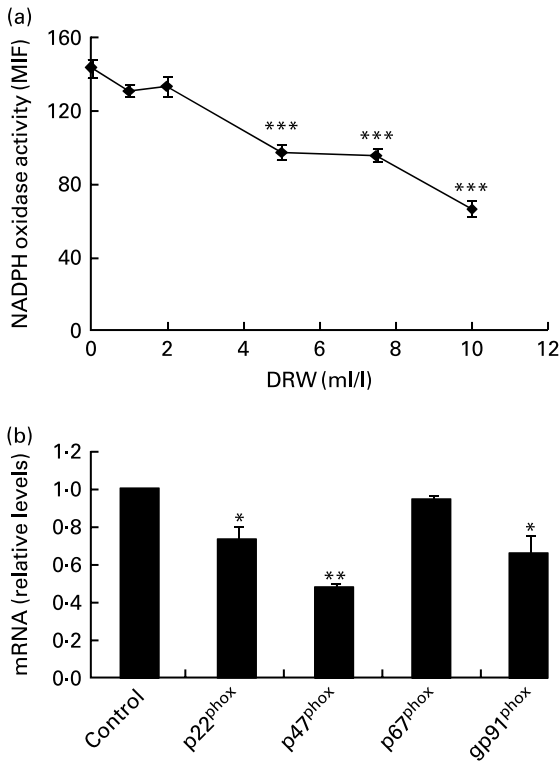 (a)
160
120
80
40
0
NADPH oxidase activity (MIF)
***
***
***
0 2 4 6 8 10 12
DRW (ml/l)
(b)
1·2
1·0
0·8
0·6
0·4
0·2
0·0
mRNA (relative levels)
*
**
*
Control
p22phox
p47phox
p67phox
gp91phox